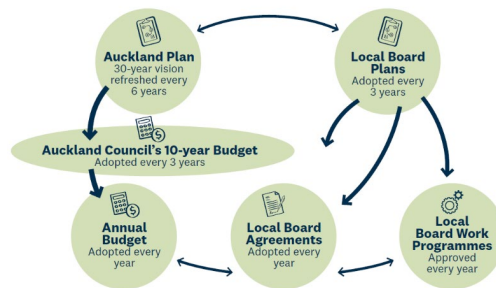 Auckland Plan
30-year vision
refreshed every
6 years
Local Board
Plans
Adopted every
3 years
Auckland Council's 10-year Budget
Adopted every 3 years
Annual
Budget
Adopted every
year
Local Board
Agreements
Adopted every
year
Local
Board Work
Programmes
Approved
every year